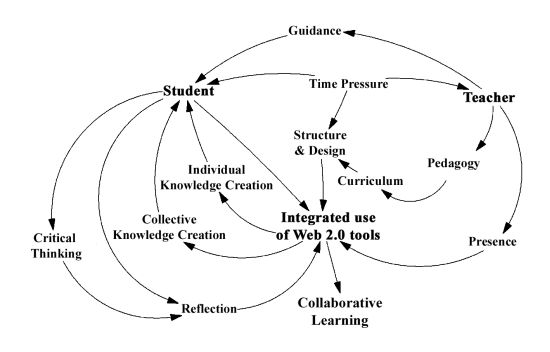 Guidance
Time Pressure
Student
Teacher
Structure
& Design
Individual
Knowledge Creation
Curriculum
Pedagogy
Collective
Knowledge Creation
Integrated use
of Web 2.0 tools
Critical
Thinking
Presence
Reflection
Collaborative
Learning